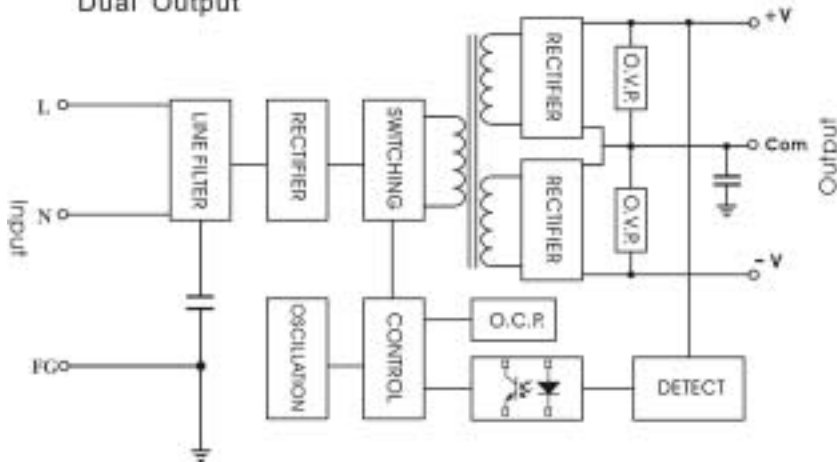 Dual Output
+V
L
LINE FILTER
RECTIFIER
SWITCHING
RECTIFIER
O.V.P.
Com
Output
Input
N
RECTIFIER
O.V.P.
- V
OSCILLATION
CONTROL
O.C.P.
FG
DETECT